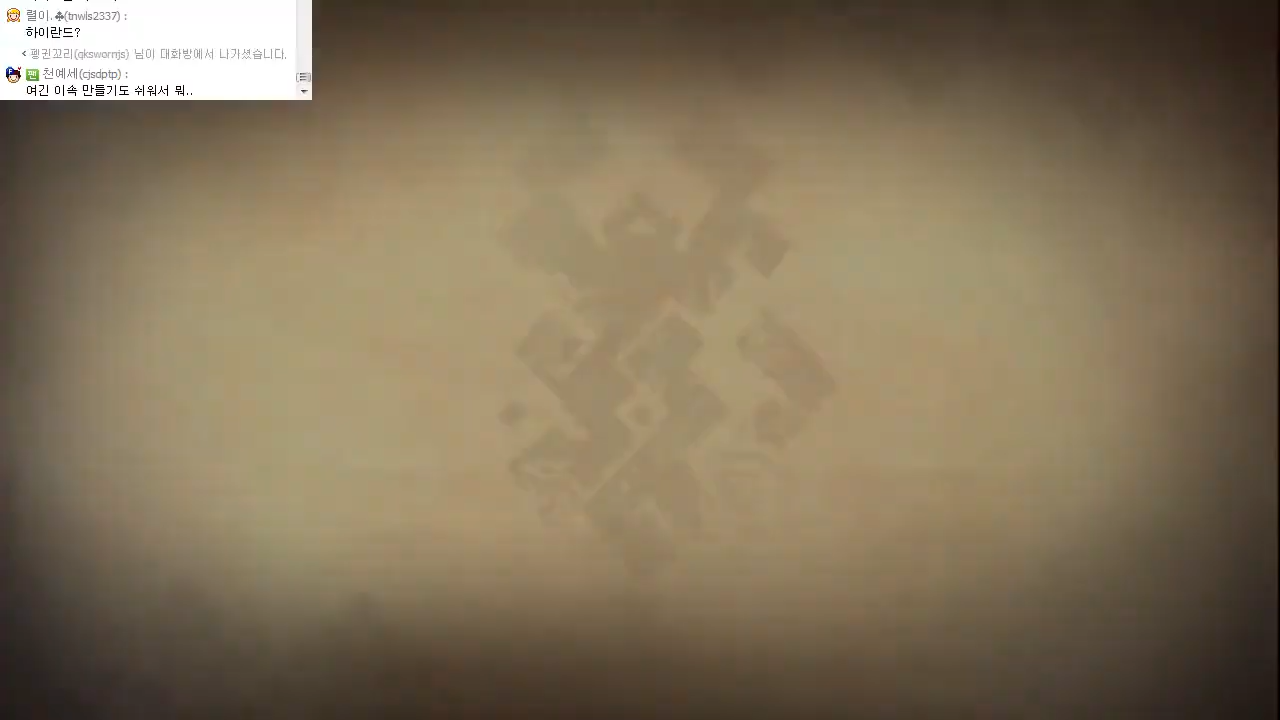 렬이.♣(tnwls2337) :
하이란드?
< 펭귄꼬리(qkswornjs) 님이 대화방에서 나가셨습니다.
팬 천예세(cjsdptp) :
여긴 이속 만들기도 쉬워서 뭐..